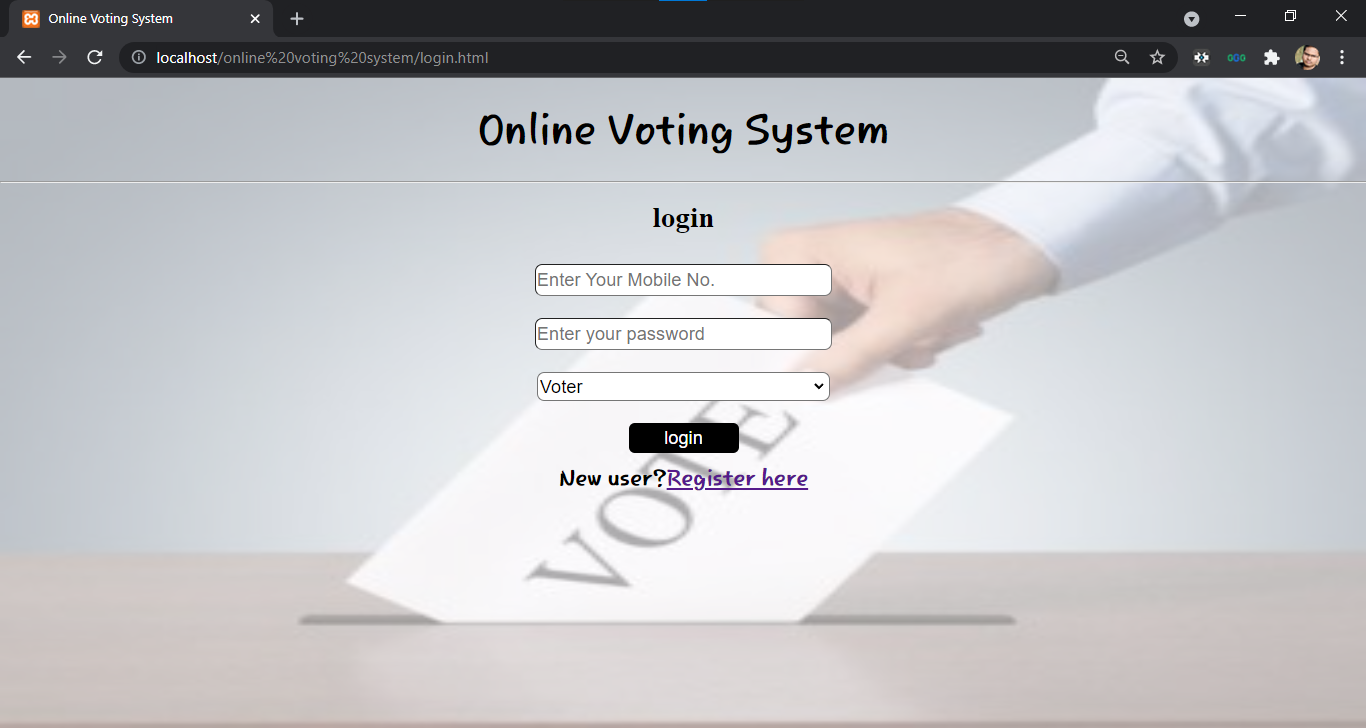 Online Voting System
localhost/online%20voting%20system/login.html
Online Voting System
login
Enter Your Mobile No.
Enter your password
Voter
login
New user?Register here
VOTE